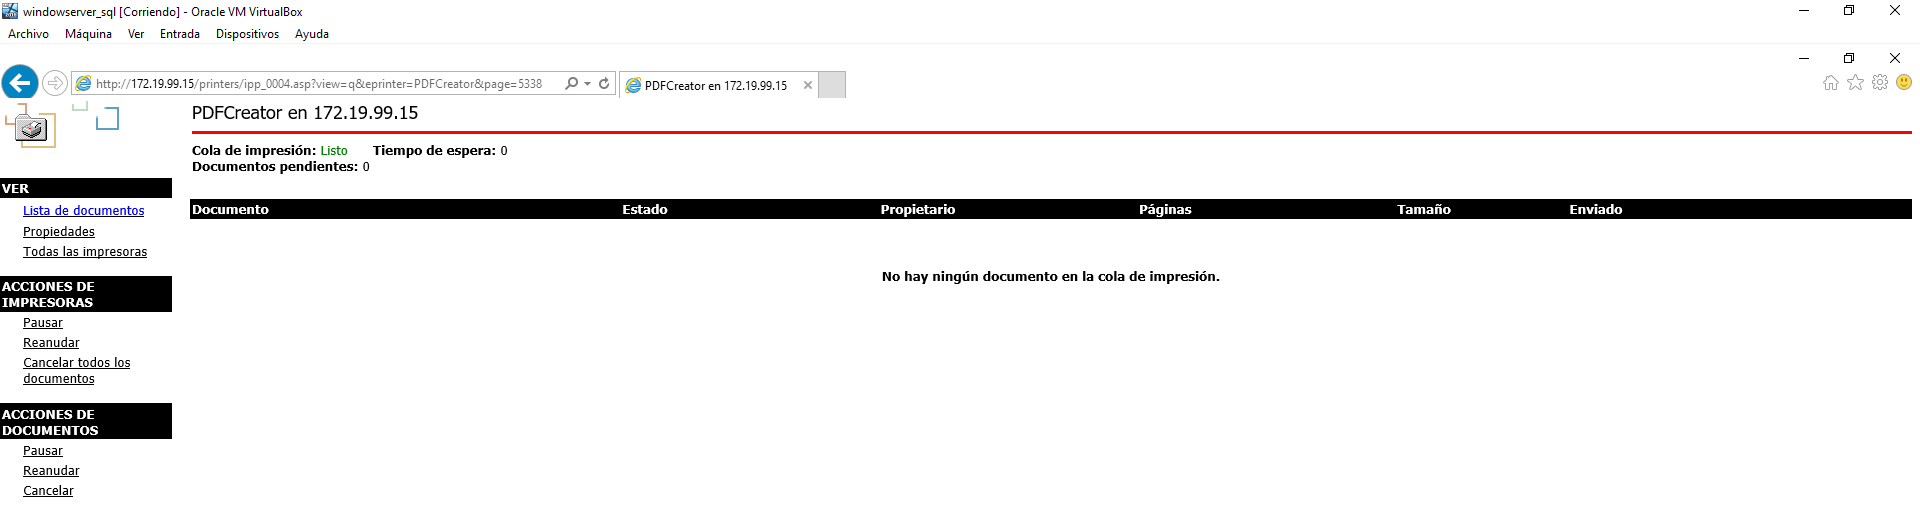 windowserver_sql [Corriendo] - Oracle VM VirtualBox
Archivo Máquina Ver Entrada Dispositivos Ayuda
http://172.19.99.15/printers/ipp_0004.asp?view=q&eprinter=PDFCreator&page=5338
PDFCreator en 172.19.99.15
PDFCreator en 172.19.99.15
Cola de impresión: Listo Tiempo de espera: 0
Documentos pendientes: 0
VER
Lista de documentos
Propiedades
Todas las impresoras
ACCIONES DE
IMPRESORAS
Pausar
Reanudar
Cancelar todos los
documentos
ACCIONES DE
DOCUMENTOS
Pausar
Reanudar
Cancelar
Documento Estado Propietario Páginas Tamaño Enviado
No hay ningún documento en la cola de impresión.